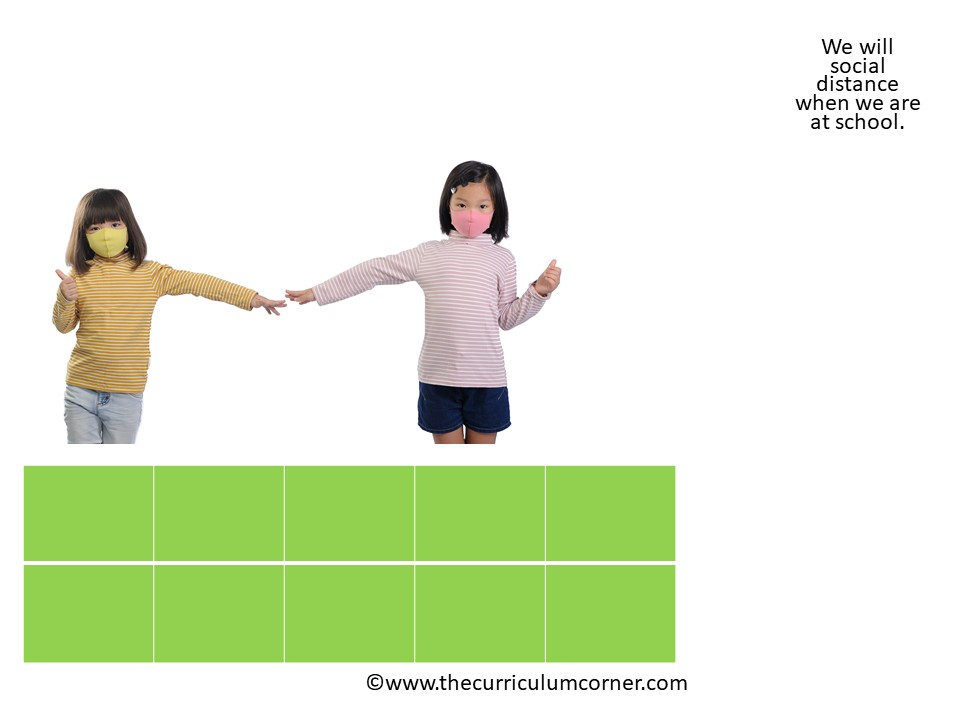 We will
social
distance
when we are
at school.
©www.thecurriculumcorner.com